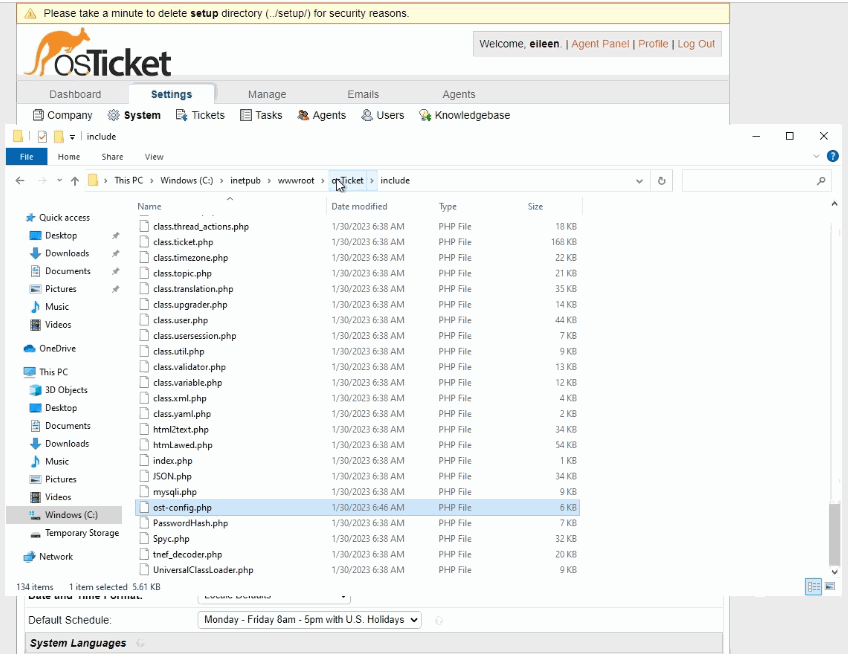 Please take a minute to delete setup directory (../setup/) for security reasons.
osTicket
Welcome, eileen. | Agent Panel | Profile | Log Out
Dashboard Settings Manage Emails Agents
Company System Tickets Tasks Agents Users Knowledgebase
include
File Home Share View
This PC › Windows (C:) › inetpub › wwwroot › osTicket › include
Name Date modified Type Size
Quick access
Desktop
Downloads
Documents
Pictures
Music
Videos
OneDrive
This PC
3D Objects
Desktop
Documents
Downloads
Music
Pictures
Videos
Windows (C:)
Temporary Storage
Network
class.thread_actions.php 1/30/2023 6:38 AM PHP File 18 KB
class.ticket.php 1/30/2023 6:38 AM PHP File 168 KB
class.timezone.php 1/30/2023 6:38 AM PHP File 22 KB
class.topic.php 1/30/2023 6:38 AM PHP File 21 KB
class.translation.php 1/30/2023 6:38 AM PHP File 35 KB
class.upgrader.php 1/30/2023 6:38 AM PHP File 14 KB
class.user.php 1/30/2023 6:38 AM PHP File 44 KB
class.usersession.php 1/30/2023 6:38 AM PHP File 7 KB
class.util.php 1/30/2023 6:38 AM PHP File 9 KB
class.validator.php 1/30/2023 6:38 AM PHP File 13 KB
class.variable.php 1/30/2023 6:38 AM PHP File 12 KB
class.xml.php 1/30/2023 6:38 AM PHP File 4 KB
class.yaml.php 1/30/2023 6:38 AM PHP File 2 KB
html2text.php 1/30/2023 6:38 AM PHP File 34 KB
htmLawed.php 1/30/2023 6:38 AM PHP File 54 KB
index.php 1/30/2023 6:38 AM PHP File 1 KB
JSON.php 1/30/2023 6:38 AM PHP File 34 KB
mysqli.php 1/30/2023 6:38 AM PHP File 9 KB
ost-config.php 1/30/2023 6:46 AM PHP File 6 KB
PasswordHash.php 1/30/2023 6:38 AM PHP File 7 KB
Spyc.php 1/30/2023 6:38 AM PHP File 32 KB
tnef_decoder.php 1/30/2023 6:38 AM PHP File 20 KB
UniversalClassLoader.php 1/30/2023 6:38 AM PHP File 9 KB
134 items 1 item selected 5.61 KB
Date and Time Format: Locale Defaults
Default Schedule: Monday - Friday 8am - 5pm with U.S. Holidays
System Languages